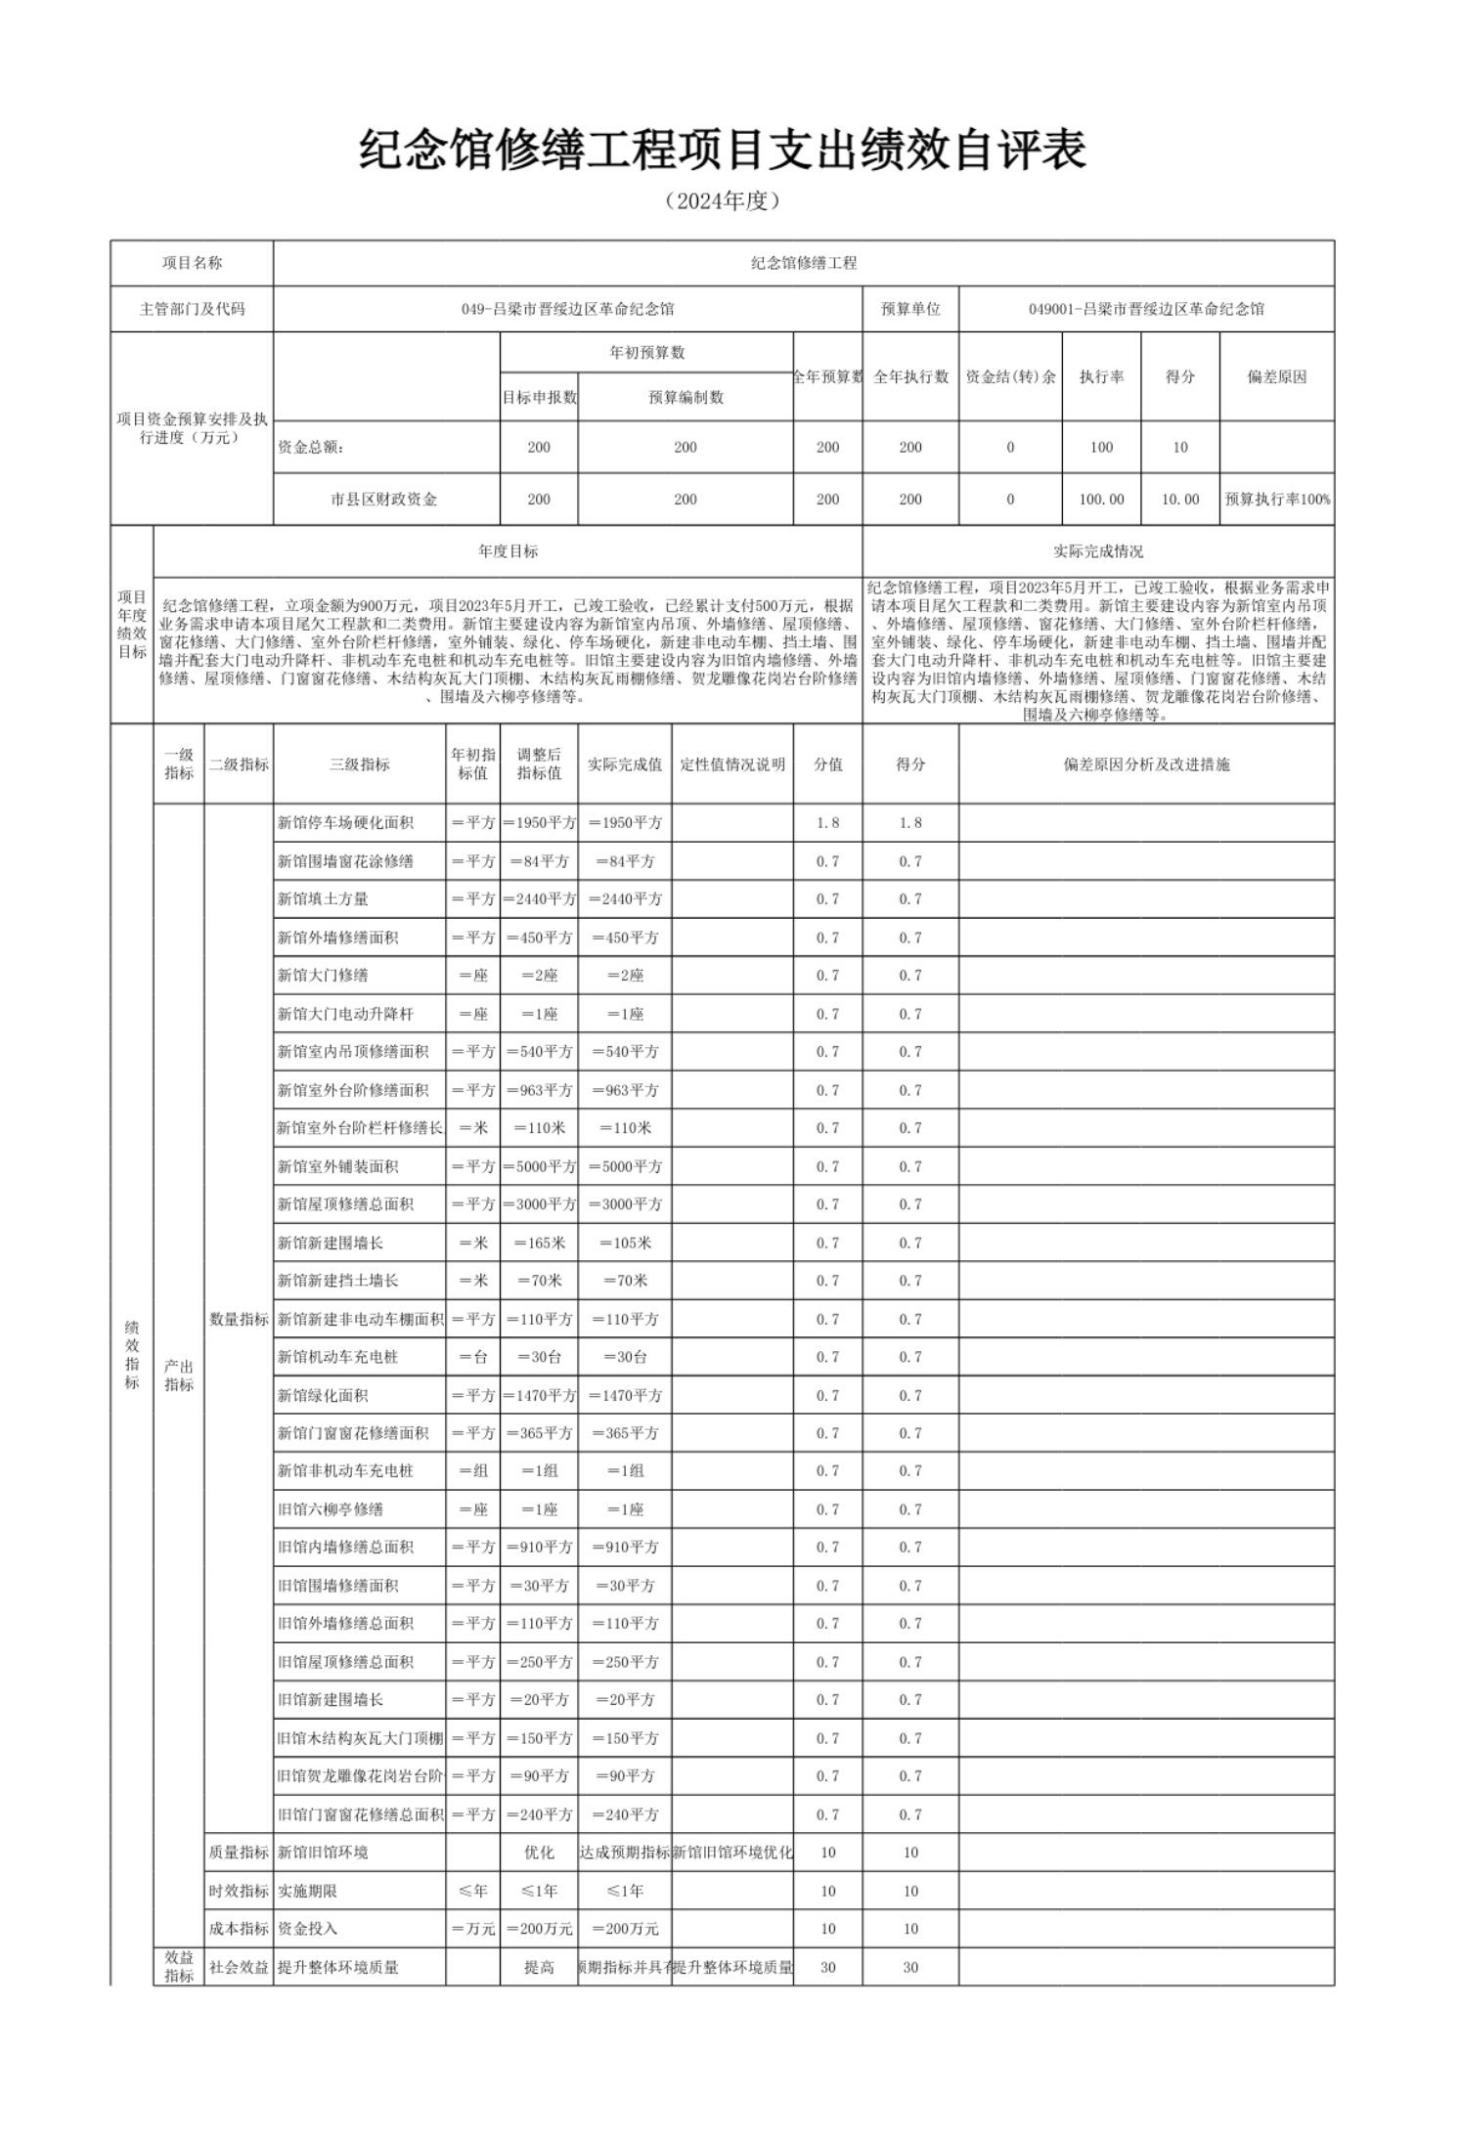 纪念馆修缮工程项目支出绩效自评表
（2024年度）
项目名称 纪念馆修缮工程
主管部门及代码 049-吕梁市晋绥边区革命纪念馆 预算单位 049001-吕梁市晋绥边区革命纪念馆
项目资金预算安排及执
行进度（万元）
年初预算数
目标申报数 预算编制数
全年预算数 全年执行数 资金结(转)余 执行率 得分 偏差原因
资金总额： 200 200 200 200 0 100 10
市县区财政资金 200 200 200 200 0 100.00 10.00 预算执行率100%
项目
年度
绩效
目标
年度目标 实际完成情况
纪念馆修缮工程，立项金额为900万元，项目2023年5月开工，已竣工验收，已经累计支付500万元，根据
业务需求申请本项目尾欠工程款和二类费用。新馆主要建设内容为新馆室内吊顶、外墙修缮、屋顶修缮、
窗花修缮、大门修缮、室外台阶栏杆修缮，室外铺装、绿化、停车场硬化，新建非电动车棚、挡土墙、围
墙并配套大门电动升降杆、非机动车充电桩和机动车充电桩等。旧馆主要建设内容为旧馆内墙修缮、外墙
修缮、屋顶修缮、门窗窗花修缮、木结构灰瓦大门顶棚、木结构灰瓦雨棚修缮、贺龙雕像花岗岩台阶修缮
、围墙及六柳亭修缮等。
纪念馆修缮工程，项目2023年5月开工，已竣工验收，根据业务需求申
请本项目尾欠工程款和二类费用。新馆主要建设内容为新馆室内吊顶
、外墙修缮、屋顶修缮、窗花修缮、大门修缮、室外台阶栏杆修缮，
室外铺装、绿化、停车场硬化，新建非电动车棚、挡土墙、围墙并配
套大门电动升降杆、非机动车充电桩和机动车充电桩等。旧馆主要建
设内容为旧馆内墙修缮、外墙修缮、屋顶修缮、门窗窗花修缮、木结
构灰瓦大门顶棚、木结构灰瓦雨棚修缮、贺龙雕像花岗岩台阶修缮、
围墙及六柳亭修缮等。
绩
效
指
标
一级
指标
二级指标 三级指标
年初指
标值
调整后
指标值
实际完成值 定性值情况说明 分值 得分 偏差原因分析及改进措施
产出
指标
数量指标
新馆停车场硬化面积 ＝平方 ＝1950平方 ＝1950平方 1.8 1.8
新馆围墙窗花涂修缮 ＝平方 ＝84平方 ＝84平方 0.7 0.7
新馆填土方量 ＝平方 ＝2440平方 ＝2440平方 0.7 0.7
新馆外墙修缮面积 ＝平方 ＝450平方 ＝450平方 0.7 0.7
新馆大门修缮 ＝座 ＝2座 ＝2座 0.7 0.7
新馆大门电动升降杆 ＝座 ＝1座 ＝1座 0.7 0.7
新馆室内吊顶修缮面积 ＝平方 ＝540平方 ＝540平方 0.7 0.7
新馆室外台阶修缮面积 ＝平方 ＝963平方 ＝963平方 0.7 0.7
新馆室外台阶栏杆修缮长 ＝米 ＝110米 ＝110米 0.7 0.7
新馆室外铺装面积 ＝平方 ＝5000平方 ＝5000平方 0.7 0.7
新馆屋顶修缮总面积 ＝平方 ＝3000平方 ＝3000平方 0.7 0.7
新馆新建围墙长 ＝米 ＝165米 ＝105米 0.7 0.7
新馆新建挡土墙长 ＝米 ＝70米 ＝70米 0.7 0.7
新馆新建非电动车棚面积 ＝平方 ＝110平方 ＝110平方 0.7 0.7
新馆机动车充电桩 ＝台 ＝30台 ＝30台 0.7 0.7
新馆绿化面积 ＝平方 ＝1470平方 ＝1470平方 0.7 0.7
新馆门窗窗花修缮面积 ＝平方 ＝365平方 ＝365平方 0.7 0.7
新馆非机动车充电桩 ＝组 ＝1组 ＝1组 0.7 0.7
旧馆六柳亭修缮 ＝座 ＝1座 ＝1座 0.7 0.7
旧馆内墙修缮总面积 ＝平方 ＝910平方 ＝910平方 0.7 0.7
旧馆围墙修缮面积 ＝平方 ＝30平方 ＝30平方 0.7 0.7
旧馆外墙修缮总面积 ＝平方 ＝110平方 ＝110平方 0.7 0.7
旧馆屋顶修缮总面积 ＝平方 ＝250平方 ＝250平方 0.7 0.7
旧馆新建围墙长 ＝平方 ＝20平方 ＝20平方 0.7 0.7
旧馆木结构灰瓦大门顶棚 ＝平方 ＝150平方 ＝150平方 0.7 0.7
旧馆贺龙雕像花岗岩台阶 ＝平方 ＝90平方 ＝90平方 0.7 0.7
旧馆门窗窗花修缮总面积 ＝平方 ＝240平方 ＝240平方 0.7 0.7
质量指标 新馆旧馆环境 优化 达成预期指标 新馆旧馆环境优化 10 10
时效指标 实施期限 ≤年 ≤1年 ≤1年 10 10
成本指标 资金投入 ＝万元 ＝200万元 ＝200万元 10 10
效益
指标
社会效益 提升整体环境质量 提高 预期指标并具有 提升整体环境质量 30 30